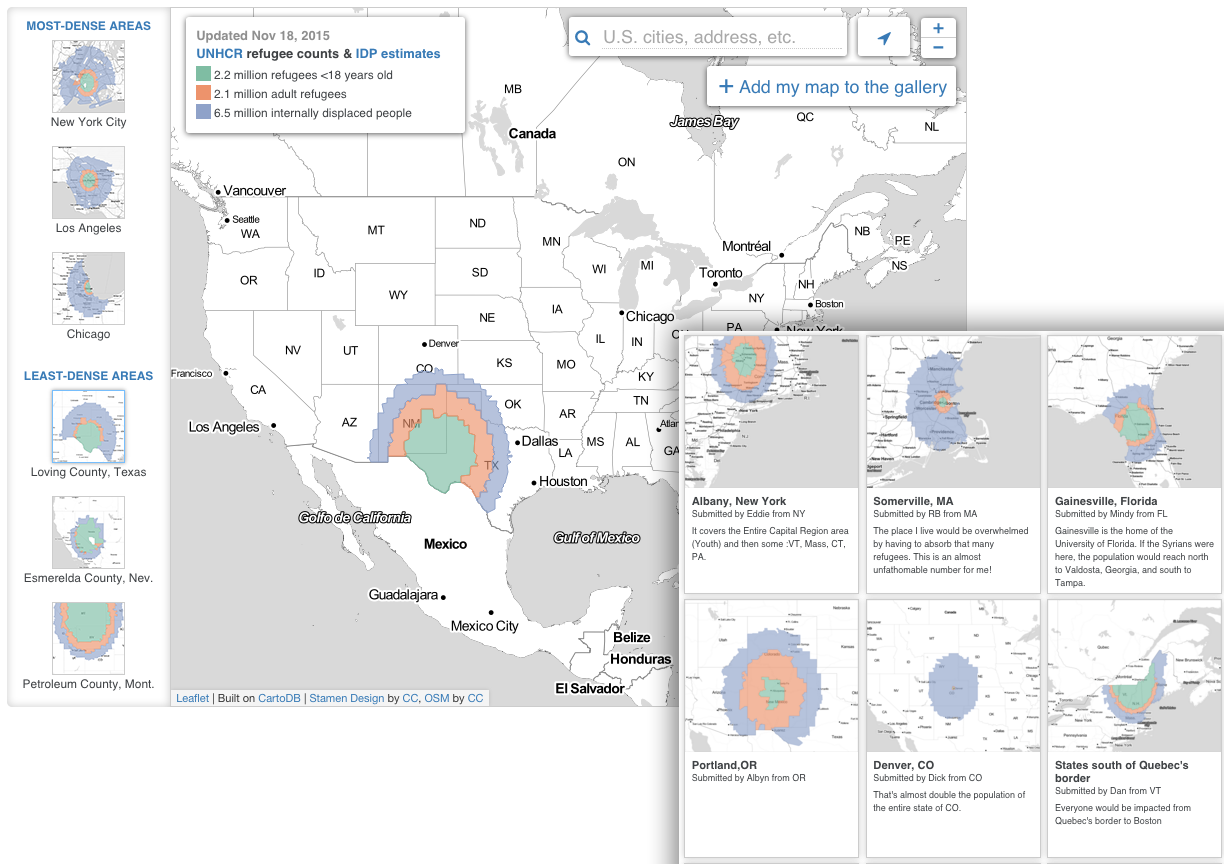 MOST-DENSE AREAS
New York City
Los Angeles
Chicago
LEAST-DENSE AREAS
Loving County, Texas
Esmerelda County, Nev.
Petroleum County, Mont.
Updated Nov 18, 2015
UNHCR refugee counts & IDP estimates
2.2 million refugees <18 years old
2.1 million adult refugees
6.5 million internally displaced people
U.S. cities, address, etc.
+
−
+ Add my map to the gallery
MB
Canada
James Bay
QC
NL
ON
Vancouver
Seattle
WA
MT
ND
MN
NB
PE
NS
Montréal
OR
ID
SD
WI
MI
Toronto
NH
WY
NY
Boston
IA
NE
Chicago
PA
New York
NV
UT
Denver
CO
KS
IL
IN
MO
KY
Francisco
CA
TN
OK
AR
AZ
NM
Los Angeles
Dallas
MS
AL
GA
LA
TX
Houston
Golfo de California
Gulf of Mexico
Mexico
Guadalajara
Mexico City
Belize
Honduras
El Salvador
Leaflet | Built on CartoDB | Stamen Design by CC, OSM by CC
Albany, New York
Submitted by Eddie from NY
It covers the Entire Capital Region area
(Youth) and then some :VT, Mass, CT,
PA.
Somerville, MA
Submitted by RB from MA
The place I live would be overwhelmed
by having to absorb that many
refugees. This is an almost
unfathomable number for me!
Gainesville, Florida
Submitted by Mindy from FL
Gainesville is the home of the
University of Florida. If the Syrians were
here, the population would reach north
to Valdosta, Georgia, and south to
Tampa.
Portland,OR
Submitted by Albyn from OR
Denver, CO
Submitted by Dick from CO
That's almost double the population of
the entire state of CO.
States south of Quebec's
border
Submitted by Dan from VT
Everyone would be impacted from
Quebec's border to Boston